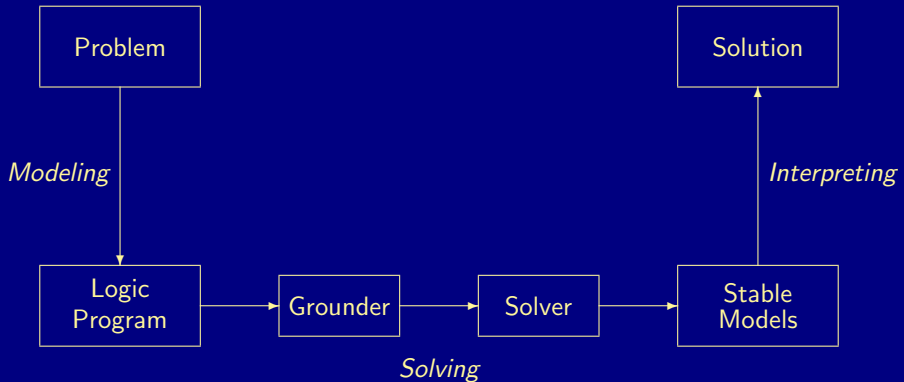 Problem
Solution
Modeling
Interpreting
Logic
Program
Grounder
Solver
Stable
Models
Solving